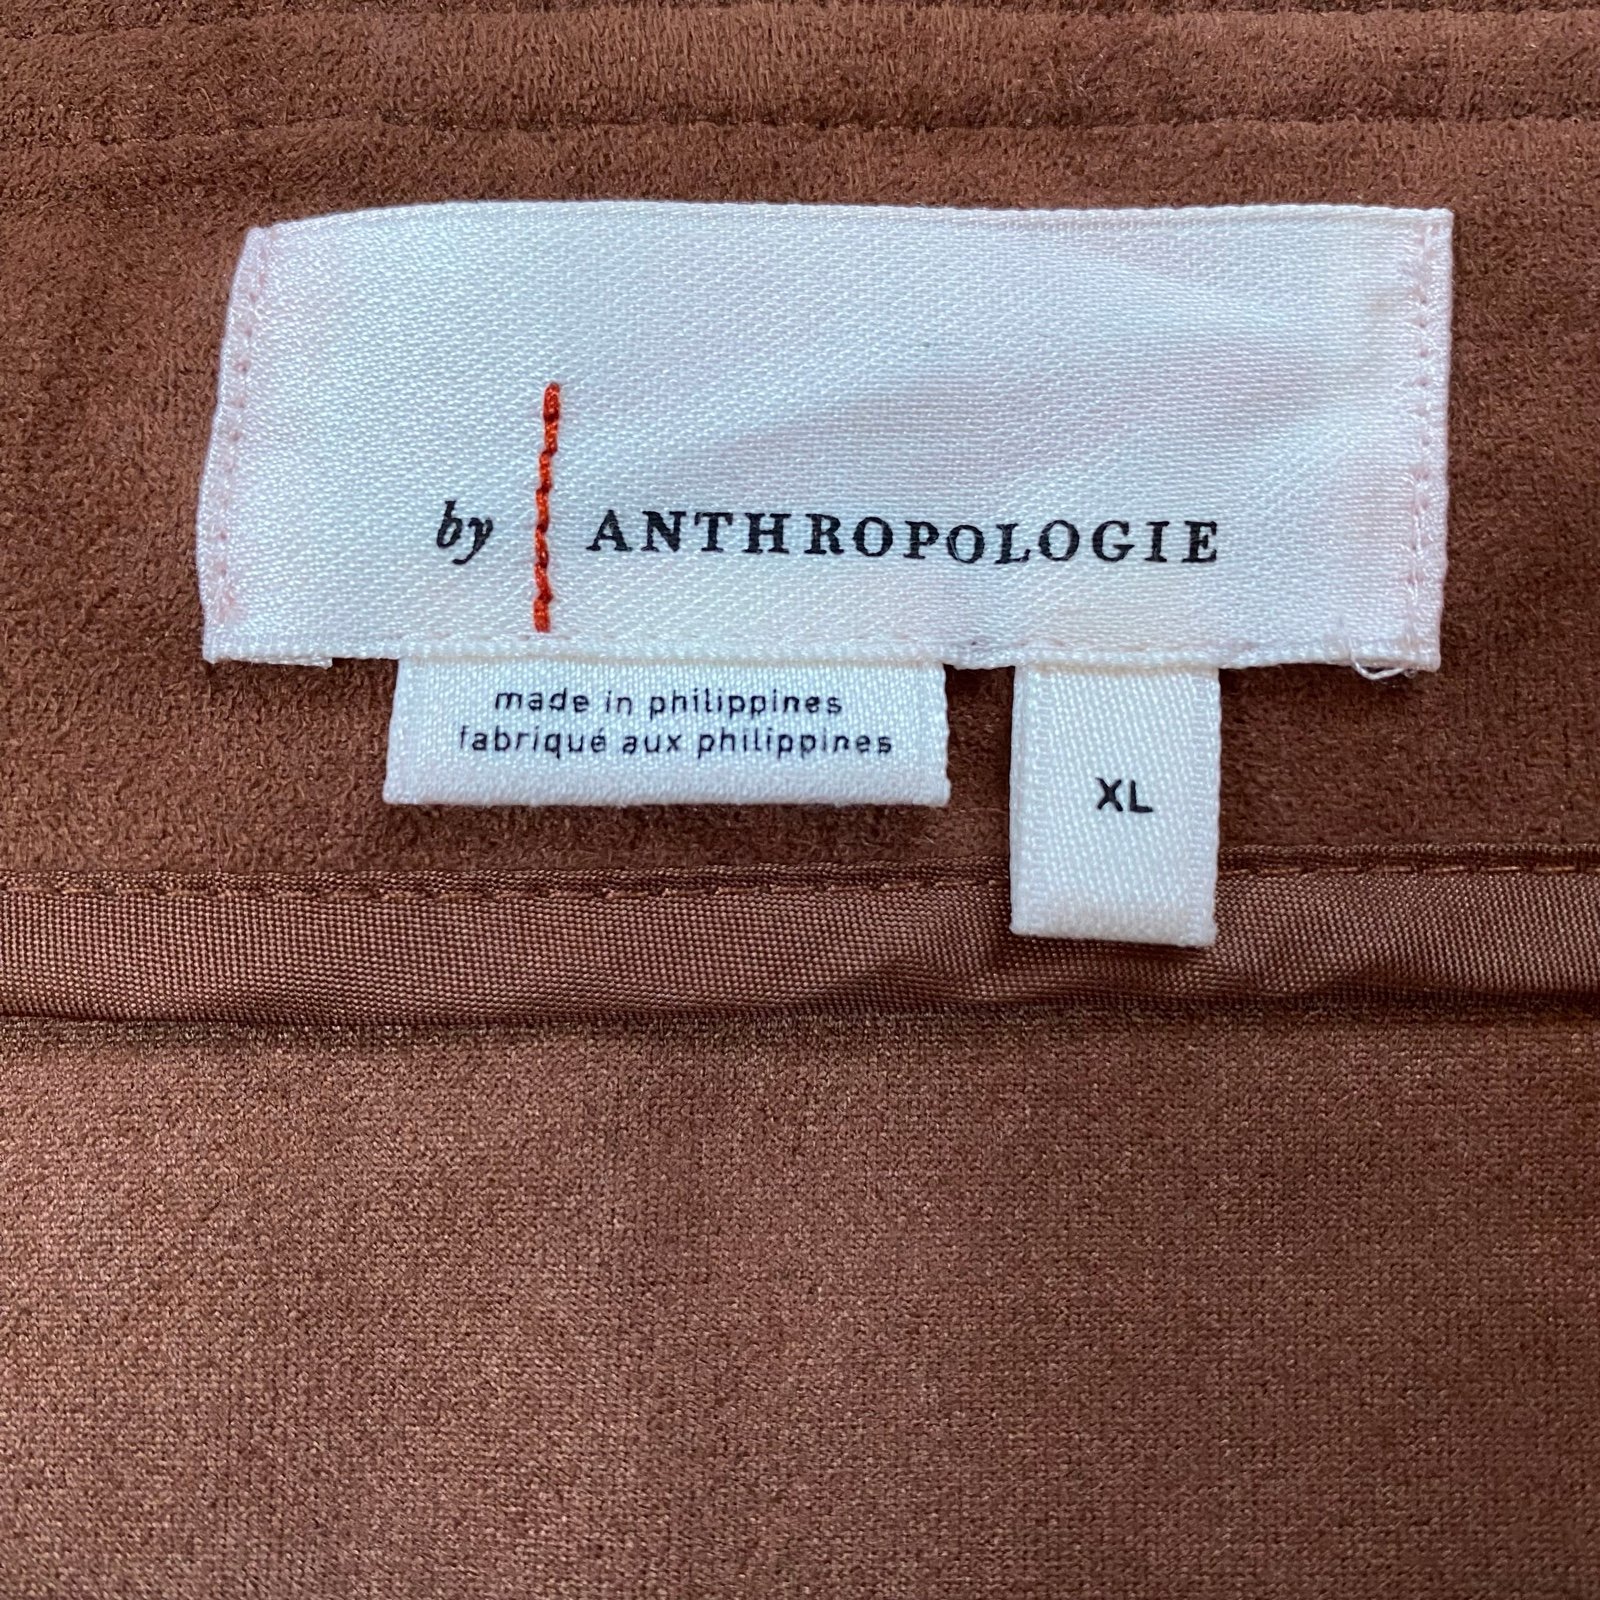 by ANTHROPOLOGIE
made in philippines
fabriqué aux philippines
XL